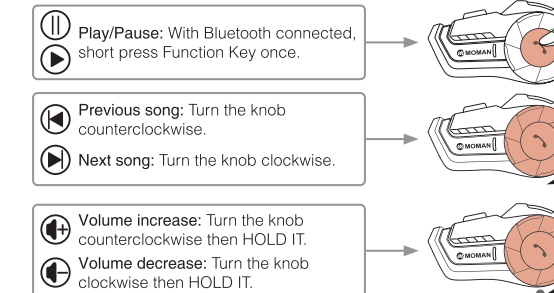 Play/Pause: With Bluetooth connected,
short press Function Key once.
MOMAN
Previous song: Turn the knob
counterclockwise.
Next song: Turn the knob clockwise.
MOMAN
Volume increase: Turn the knob
counterclockwise then HOLD IT.
Volume decrease: Turn the knob
clockwise then HOLD IT.
MOMAN